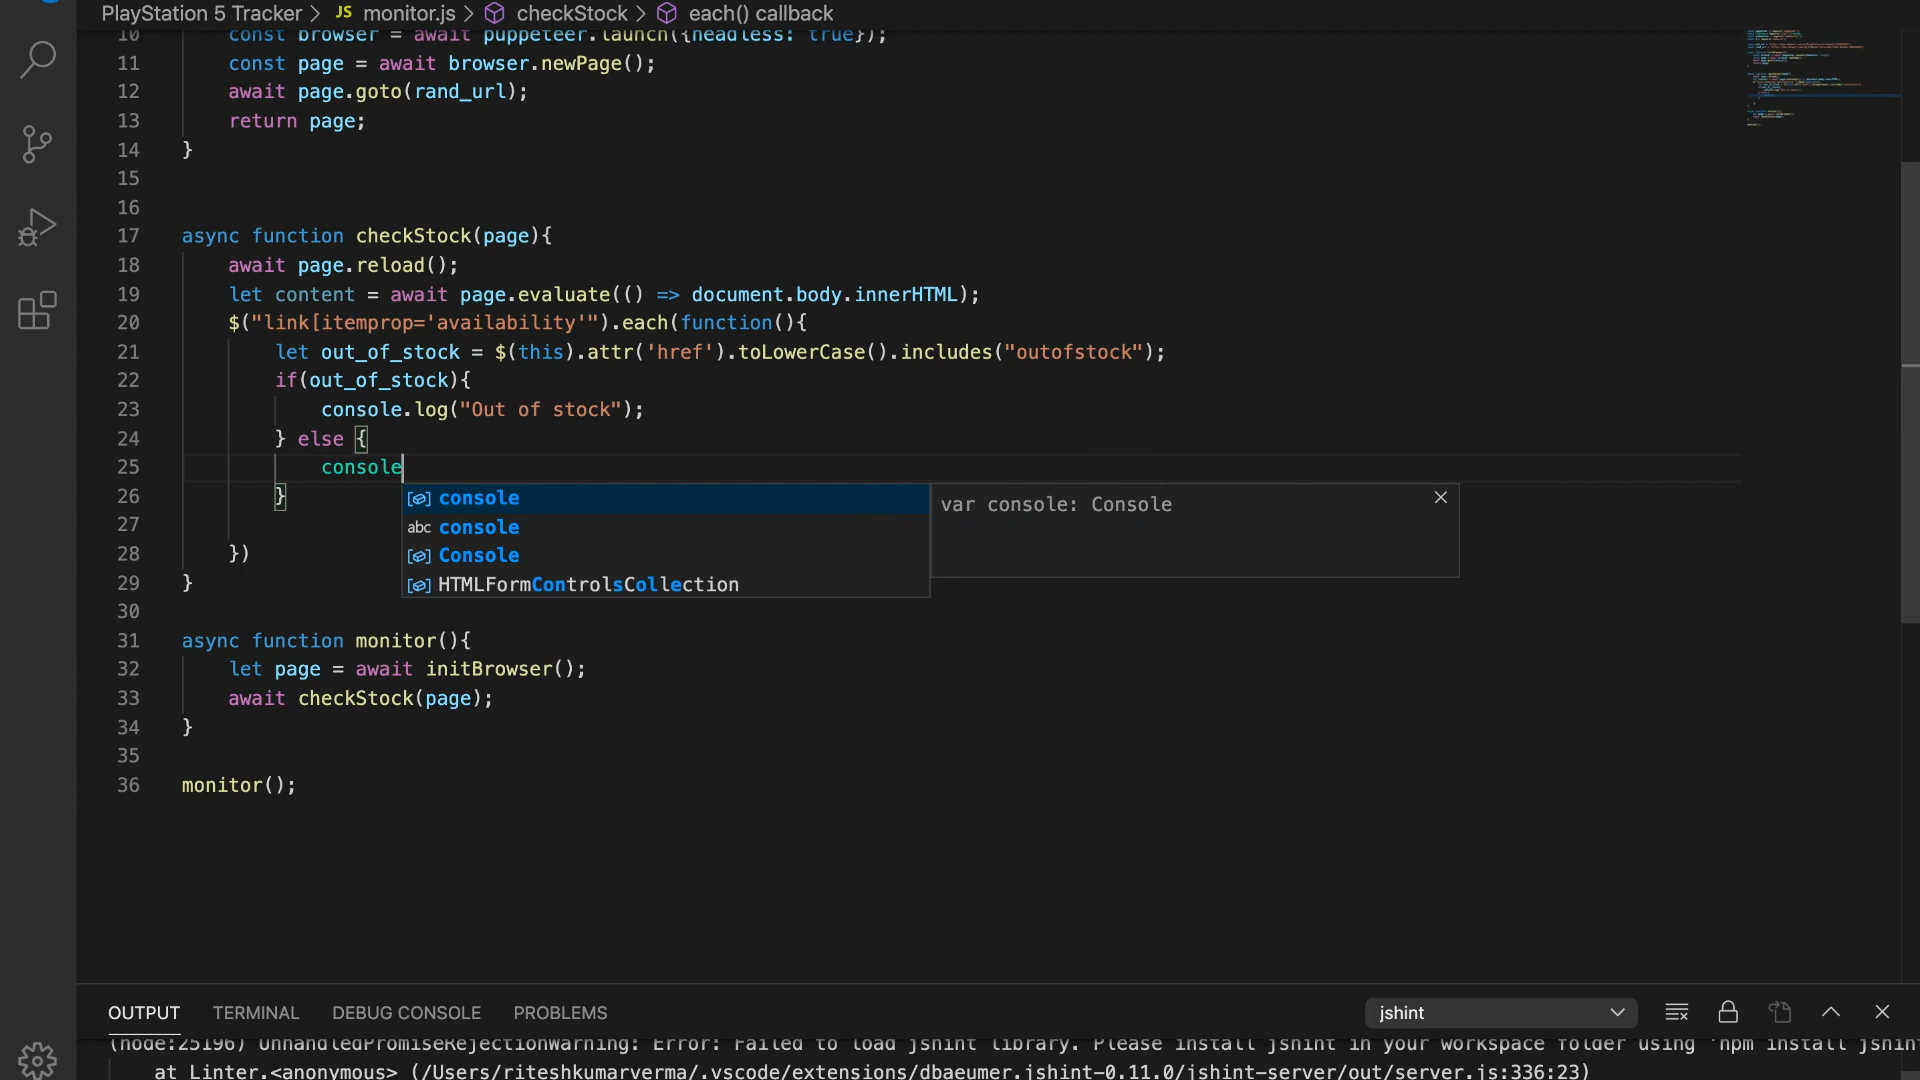 PlayStation 5 Tracker > JS monitor.js > checkStock > each() callback
10 const browser = await puppeteer.launch({headless: true});
11 const page = await browser.newPage();
12 await page.goto(rand_url);
13 return page;
14 }
15
16
17 async function checkStock(page){
18 await page.reload();
19 let content = await page.evaluate(() => document.body.innerHTML);
20 $("link[itemprop='availability'").each(function(){
21 let out_of_stock = $(this).attr('href').toLowerCase().includes("outofstock");
22 if(out_of_stock){
23 console.log("Out of stock");
24 } else {
25 console
26 }
27
28 })
29 }
30
31 async function monitor(){
32 let page = await initBrowser();
33 await checkStock(page);
34 }
35
36 monitor();
console
abc console
Console
HTMLFormControlsCollection
var console: Console
OUTPUT TERMINAL DEBUG CONSOLE PROBLEMS jshint
(node:25196) UnhandledPromiseRejectionWarning: Error: Failed to load jshint library. Please install jshint in your workspace folder using 'npm install jshin
at Linter.<anonymous> (/Users/riteshkumarverma/.vscode/extensions/dbaeumer.jshint-0.11.0/jshint-server/out/server.js:336:23)